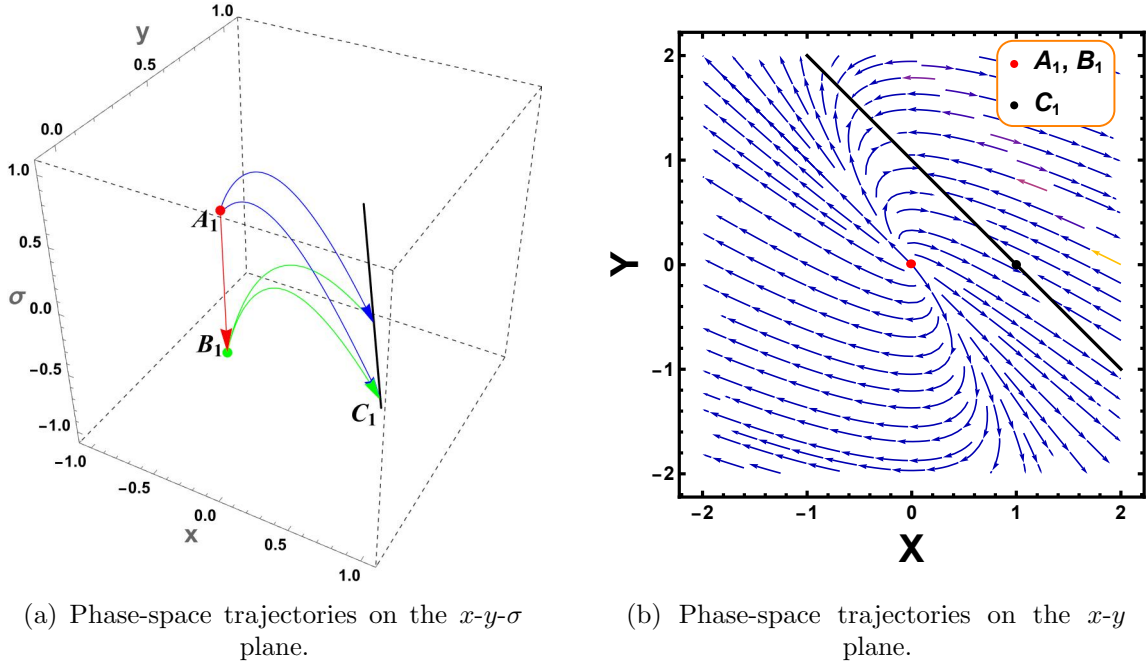 1.0
y
0.5
0.0
1.0
1.0
A₁
0.5
σ
0.0
B₁
−0.5
C₁
−1.0
−1.0
−0.5
0.0
x
0.5
1.0
(a) Phase-space trajectories on the x-y-σ
plane.
2
A₁, B₁
C₁
1
Y
0
−1
−2
−2
−1
0
1
2
X
(b) Phase-space trajectories on the x-y
plane.